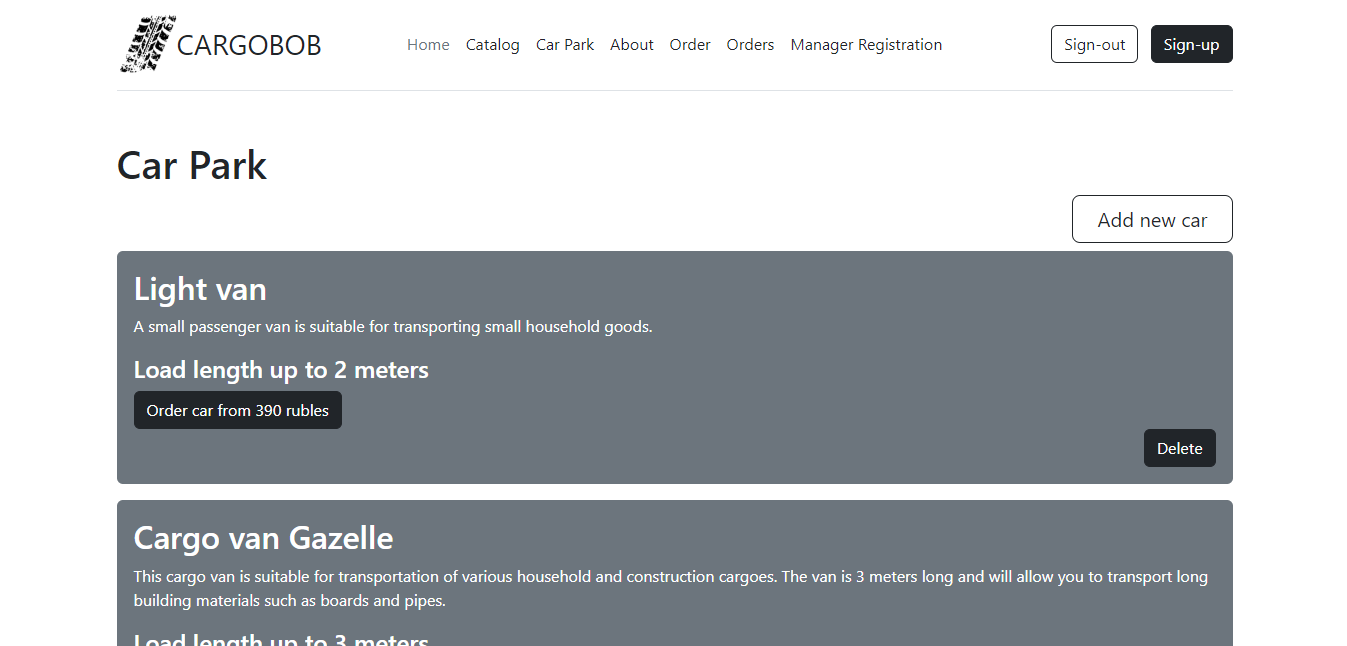 CARGOBOB
Home Catalog Car Park About Order Orders Manager Registration
Sign-out Sign-up
Car Park
Add new car
Light van
A small passenger van is suitable for transporting small household goods.
Load length up to 2 meters
Order car from 390 rubles
Delete
Cargo van Gazelle
This cargo van is suitable for transportation of various household and construction cargoes. The van is 3 meters long and will allow you to transport long
building materials such as boards and pipes.
Load length up to 3 meters